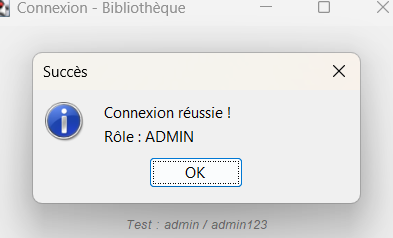 Connexion - Bibliothèque
Succès
Connexion réussie !
Rôle : ADMIN
OK
Test : admin / admin123